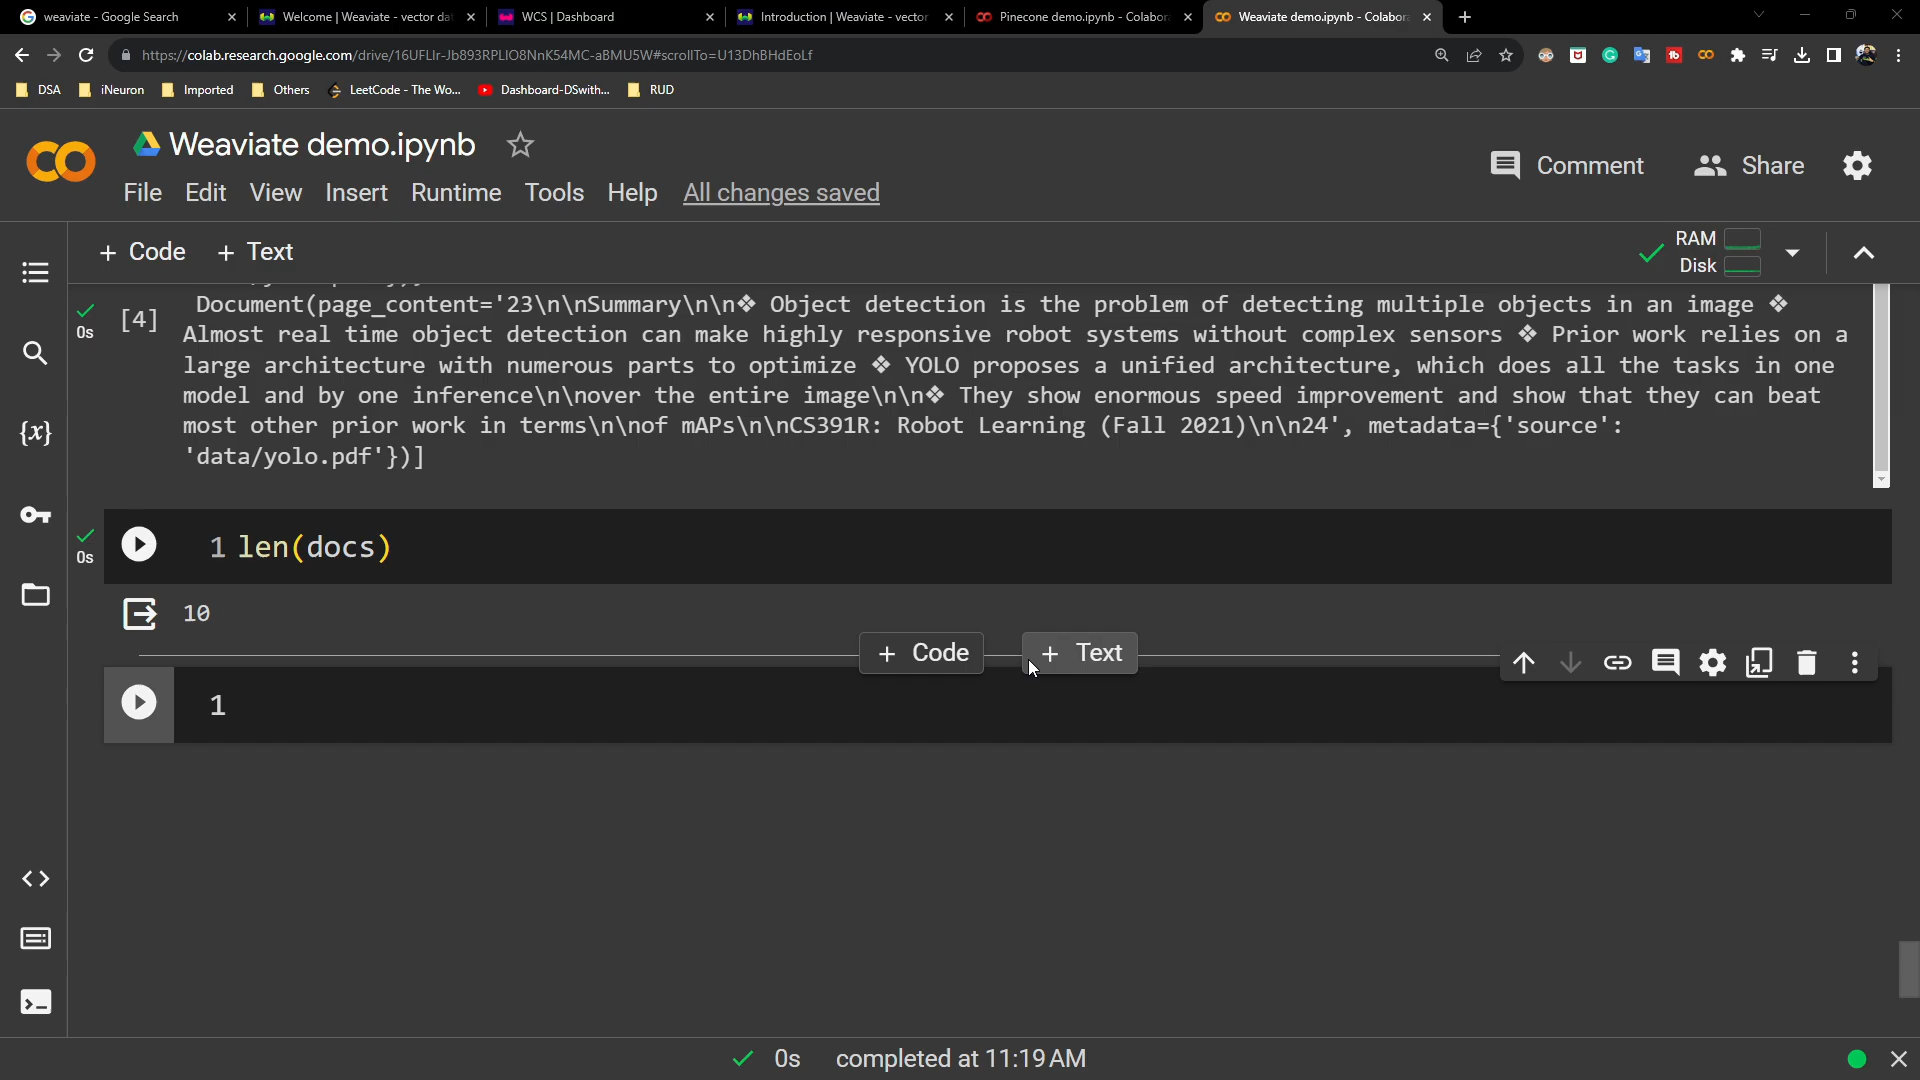 weaviate - Google Search
Welcome | Weaviate - vector dat
WCS | Dashboard
Introduction | Weaviate - vector
Pinecone demo.ipynb - Colabora
Weaviate demo.ipynb - Colabora
https://colab.research.google.com/drive/16UFLIr-Jb893RPLIO8NnK54MC-aBMU5W#scrollTo=U13DhBHdEoLf
DSA
iNeuron
Imported
Others
LeetCode - The Wo...
Dashboard-DSwith...
RUD
Weaviate demo.ipynb
Comment
Share
File Edit View Insert Runtime Tools Help All changes saved
+ Code + Text
RAM
Disk
[4]
0s
Document(page_content='23\n\nSummary\n\n❖ Object detection is the problem of detecting multiple objects in an image ❖
Almost real time object detection can make highly responsive robot systems without complex sensors ❖ Prior work relies on a
large architecture with numerous parts to optimize ❖ YOLO proposes a unified architecture, which does all the tasks in one
model and by one inference\n\nover the entire image\n\n❖ They show enormous speed improvement and show that they can beat
most other prior work in terms\n\nof mAPs\n\nCS391R: Robot Learning (Fall 2021)\n\n24', metadata={'source':
'data/yolo.pdf'})]
0s
1 len(docs)
10
+ Code + Text
1
0s completed at 11:19 AM